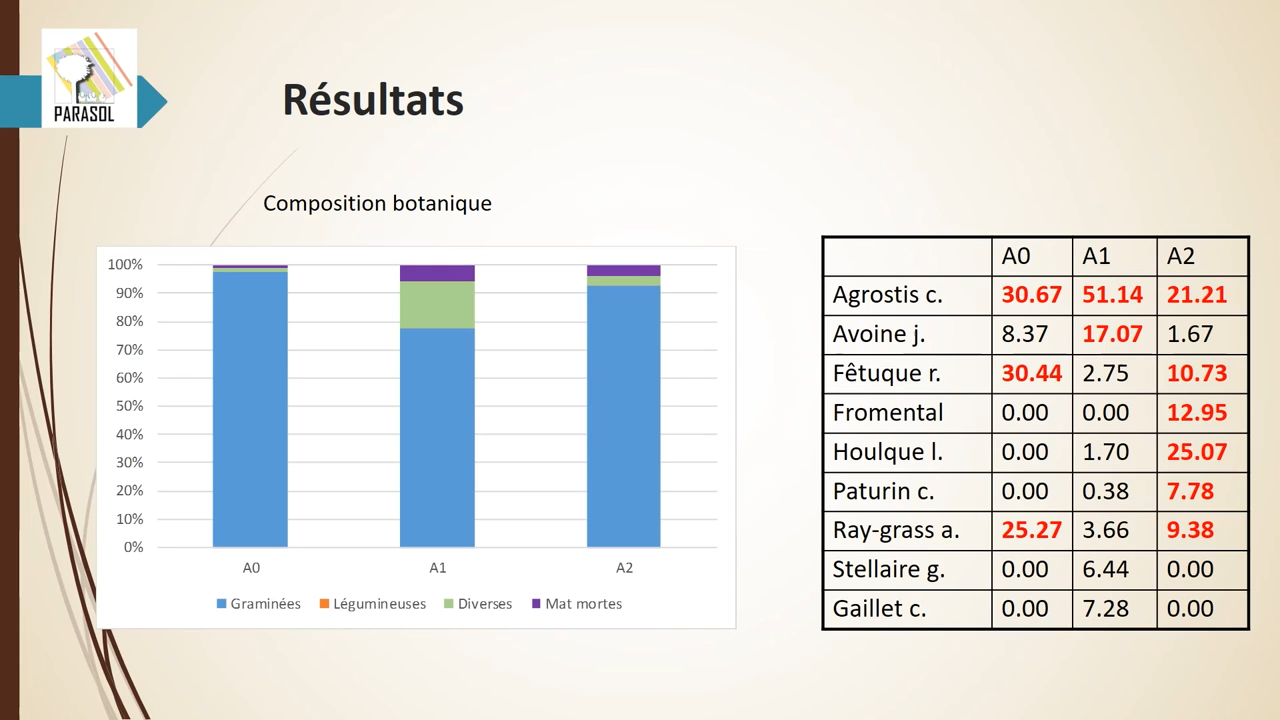 PARASOL
Résultats
Composition botanique
100%
90%
80%
70%
60%
50%
40%
30%
20%
10%
0%
A0 A1 A2
Graminées Légumineuses Diverses Mat mortes
A0 A1 A2
Agrostis c. 30.67 51.14 21.21
Avoine j. 8.37 17.07 1.67
Fêtuque r. 30.44 2.75 10.73
Fromental 0.00 0.00 12.95
Houlque l. 0.00 1.70 25.07
Paturin c. 0.00 0.38 7.78
Ray-grass a. 25.27 3.66 9.38
Stellaire g. 0.00 6.44 0.00
Gaillet c. 0.00 7.28 0.00